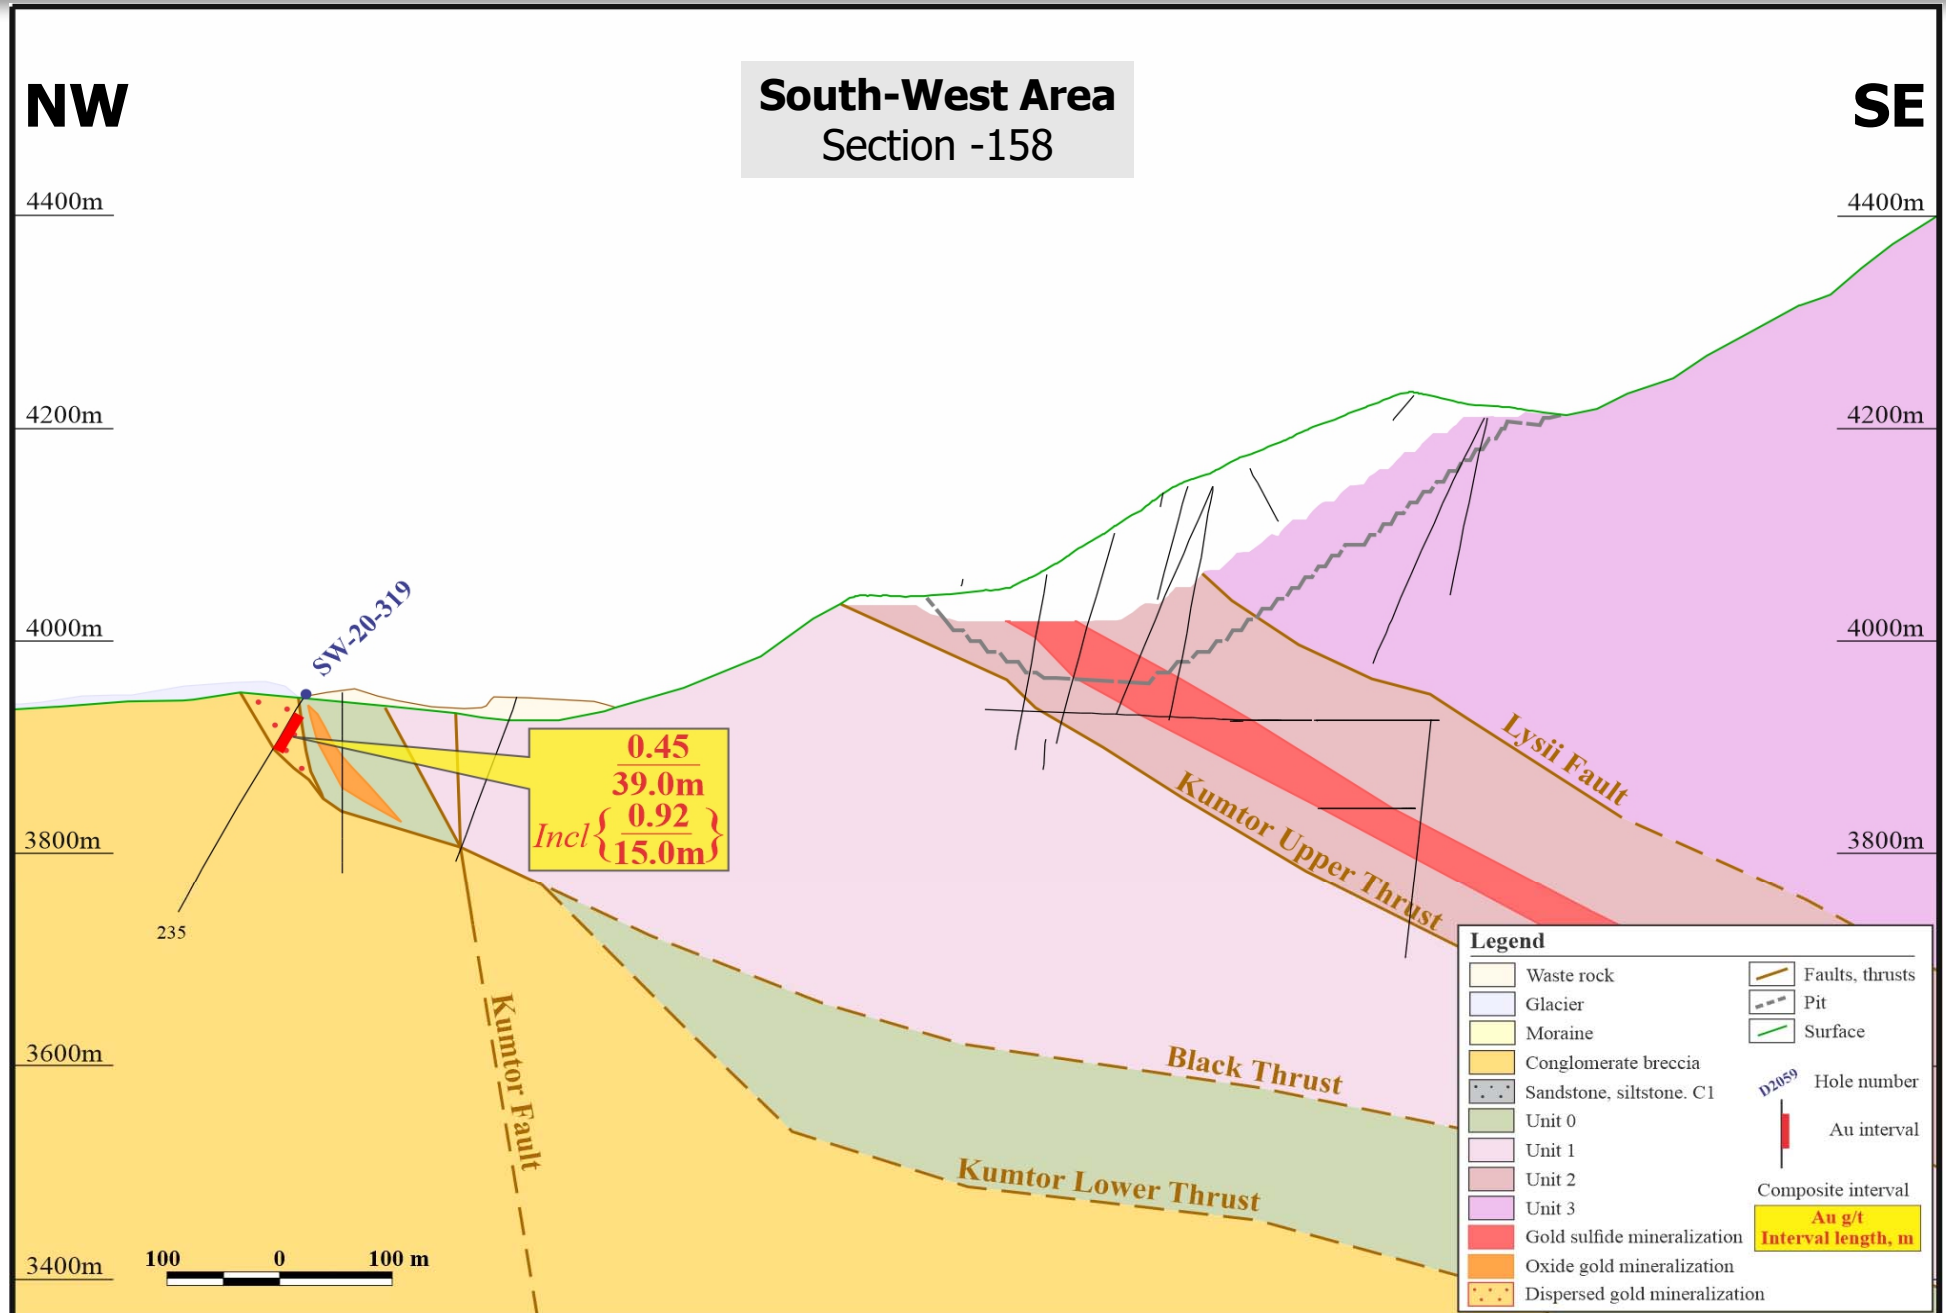 South-West Area
Section -158
NW
SE
4400m
4400m
4200m
4200m
4000m
4000m
3800m
3800m
3600m
3400m
SW-20-319
235
0.45
39.0m
Incl { 0.92 }
15.0m
Lysii Fault
Kumtor Upper Thrust
Black Thrust
Kumtor Lower Thrust
Kumtor Fault
100 0 100 m
Legend
Waste rock
Glacier
Moraine
Conglomerate breccia
Sandstone, siltstone. C1
Unit 0
Unit 1
Unit 2
Unit 3
Gold sulfide mineralization
Oxide gold mineralization
Dispersed gold mineralization
Faults, thrusts
Pit
Surface
D2059
Hole number
Au interval
Composite interval
Au g/t
Interval length, m